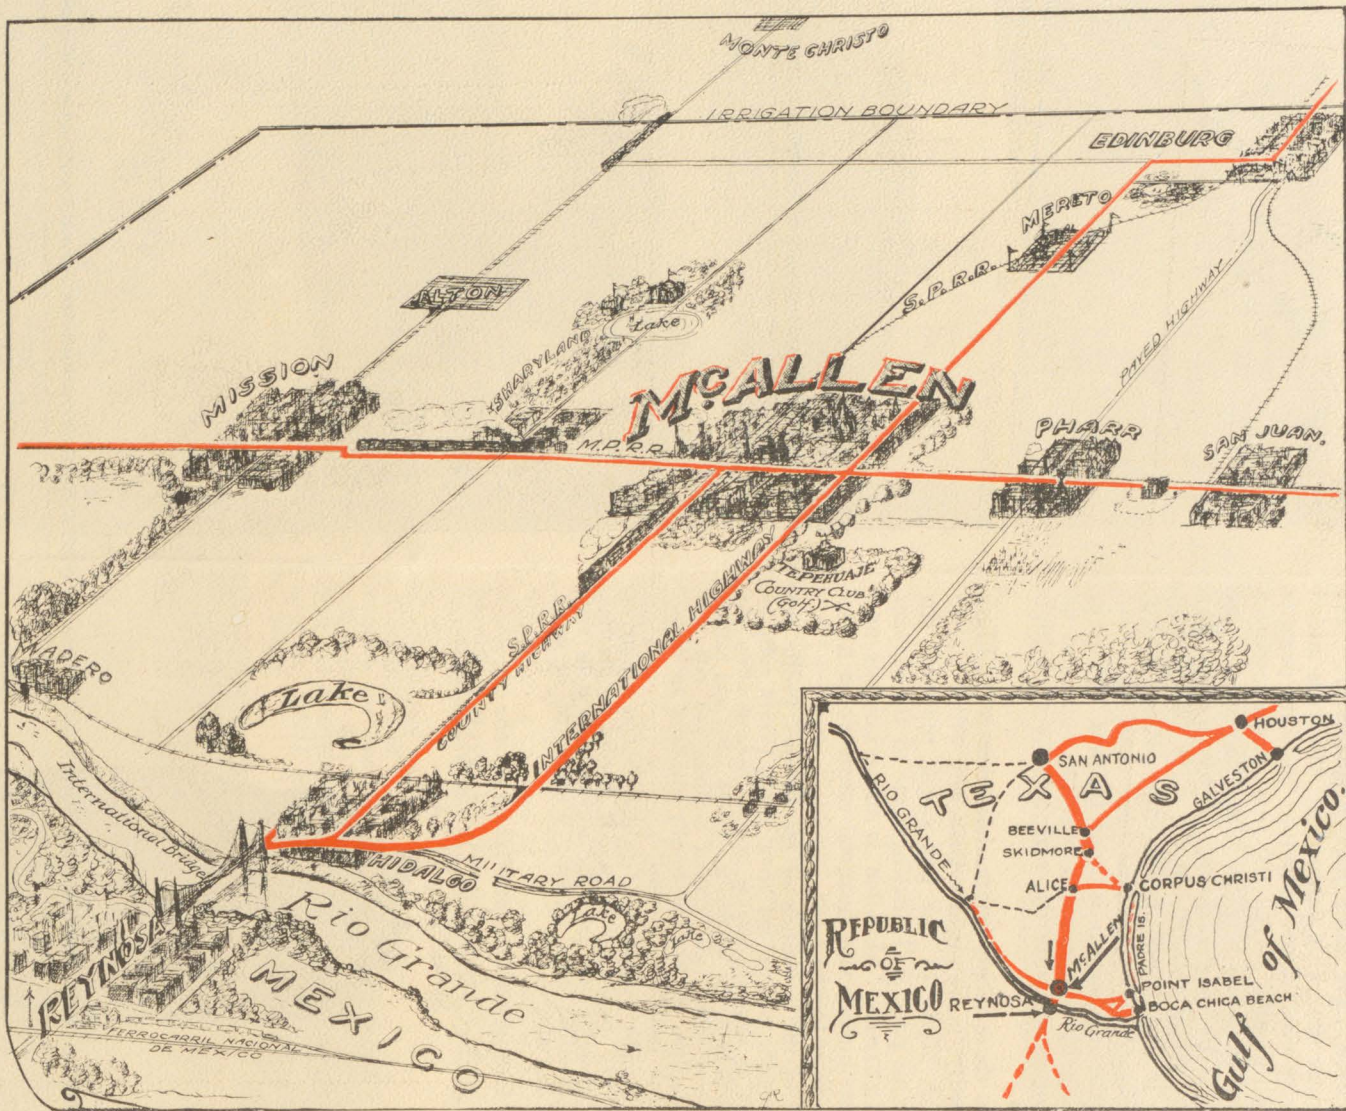 MONTE CHRISTO
IRRIGATION BOUNDARY
EDINBURG
MERETO
S.P.R.R.
ALTON
Lake
SHARYLAND
PAVED HIGHWAY
MISSION
McALLEN
M.P.R.R.
PHARR
SAN JUAN.
TEPEHUAJE
COUNTRY CLUB
(Golf)
S.P.R.R.
COUNTY HIGHWAY
INTERNATIONAL HIGHWAY
MADERO
Lake
International Bridge
HIDALGO
MILITARY ROAD
Lake
Lake
Rio Grande
REYNOSA
MEXICO
FERROCARRIL NACIONAL
DE MEXICO
HOUSTON
SAN ANTONIO
TEXAS
GALVESTON
RIO GRANDE
BEEVILLE
SKIDMORE
ALICE
CORPUS CHRISTI
PADRE IS.
McALLEN
REPUBLIC
OF
MEXICO
REYNOSA
POINT ISABEL
BOCA CHICA BEACH
Rio Grande
Gulf of Mexico.